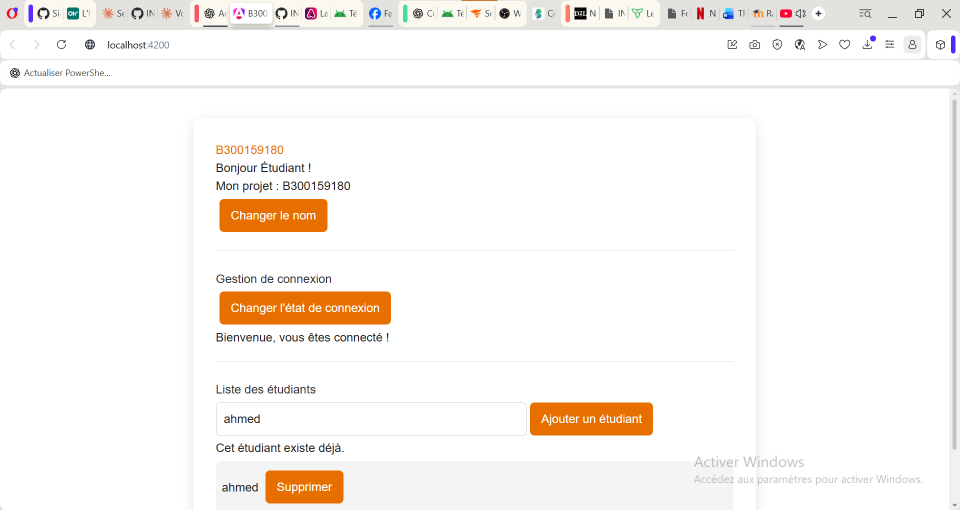 localhost:4200
Actualiser PowerShe...
B300159180
Bonjour Étudiant !
Mon projet : B300159180
Changer le nom
Gestion de connexion
Changer l'état de connexion
Bienvenue, vous êtes connecté !
Liste des étudiants
ahmed
Ajouter un étudiant
Cet étudiant existe déjà.
ahmed
Supprimer
Activer Windows
Accédez aux paramètres pour activer Windows.